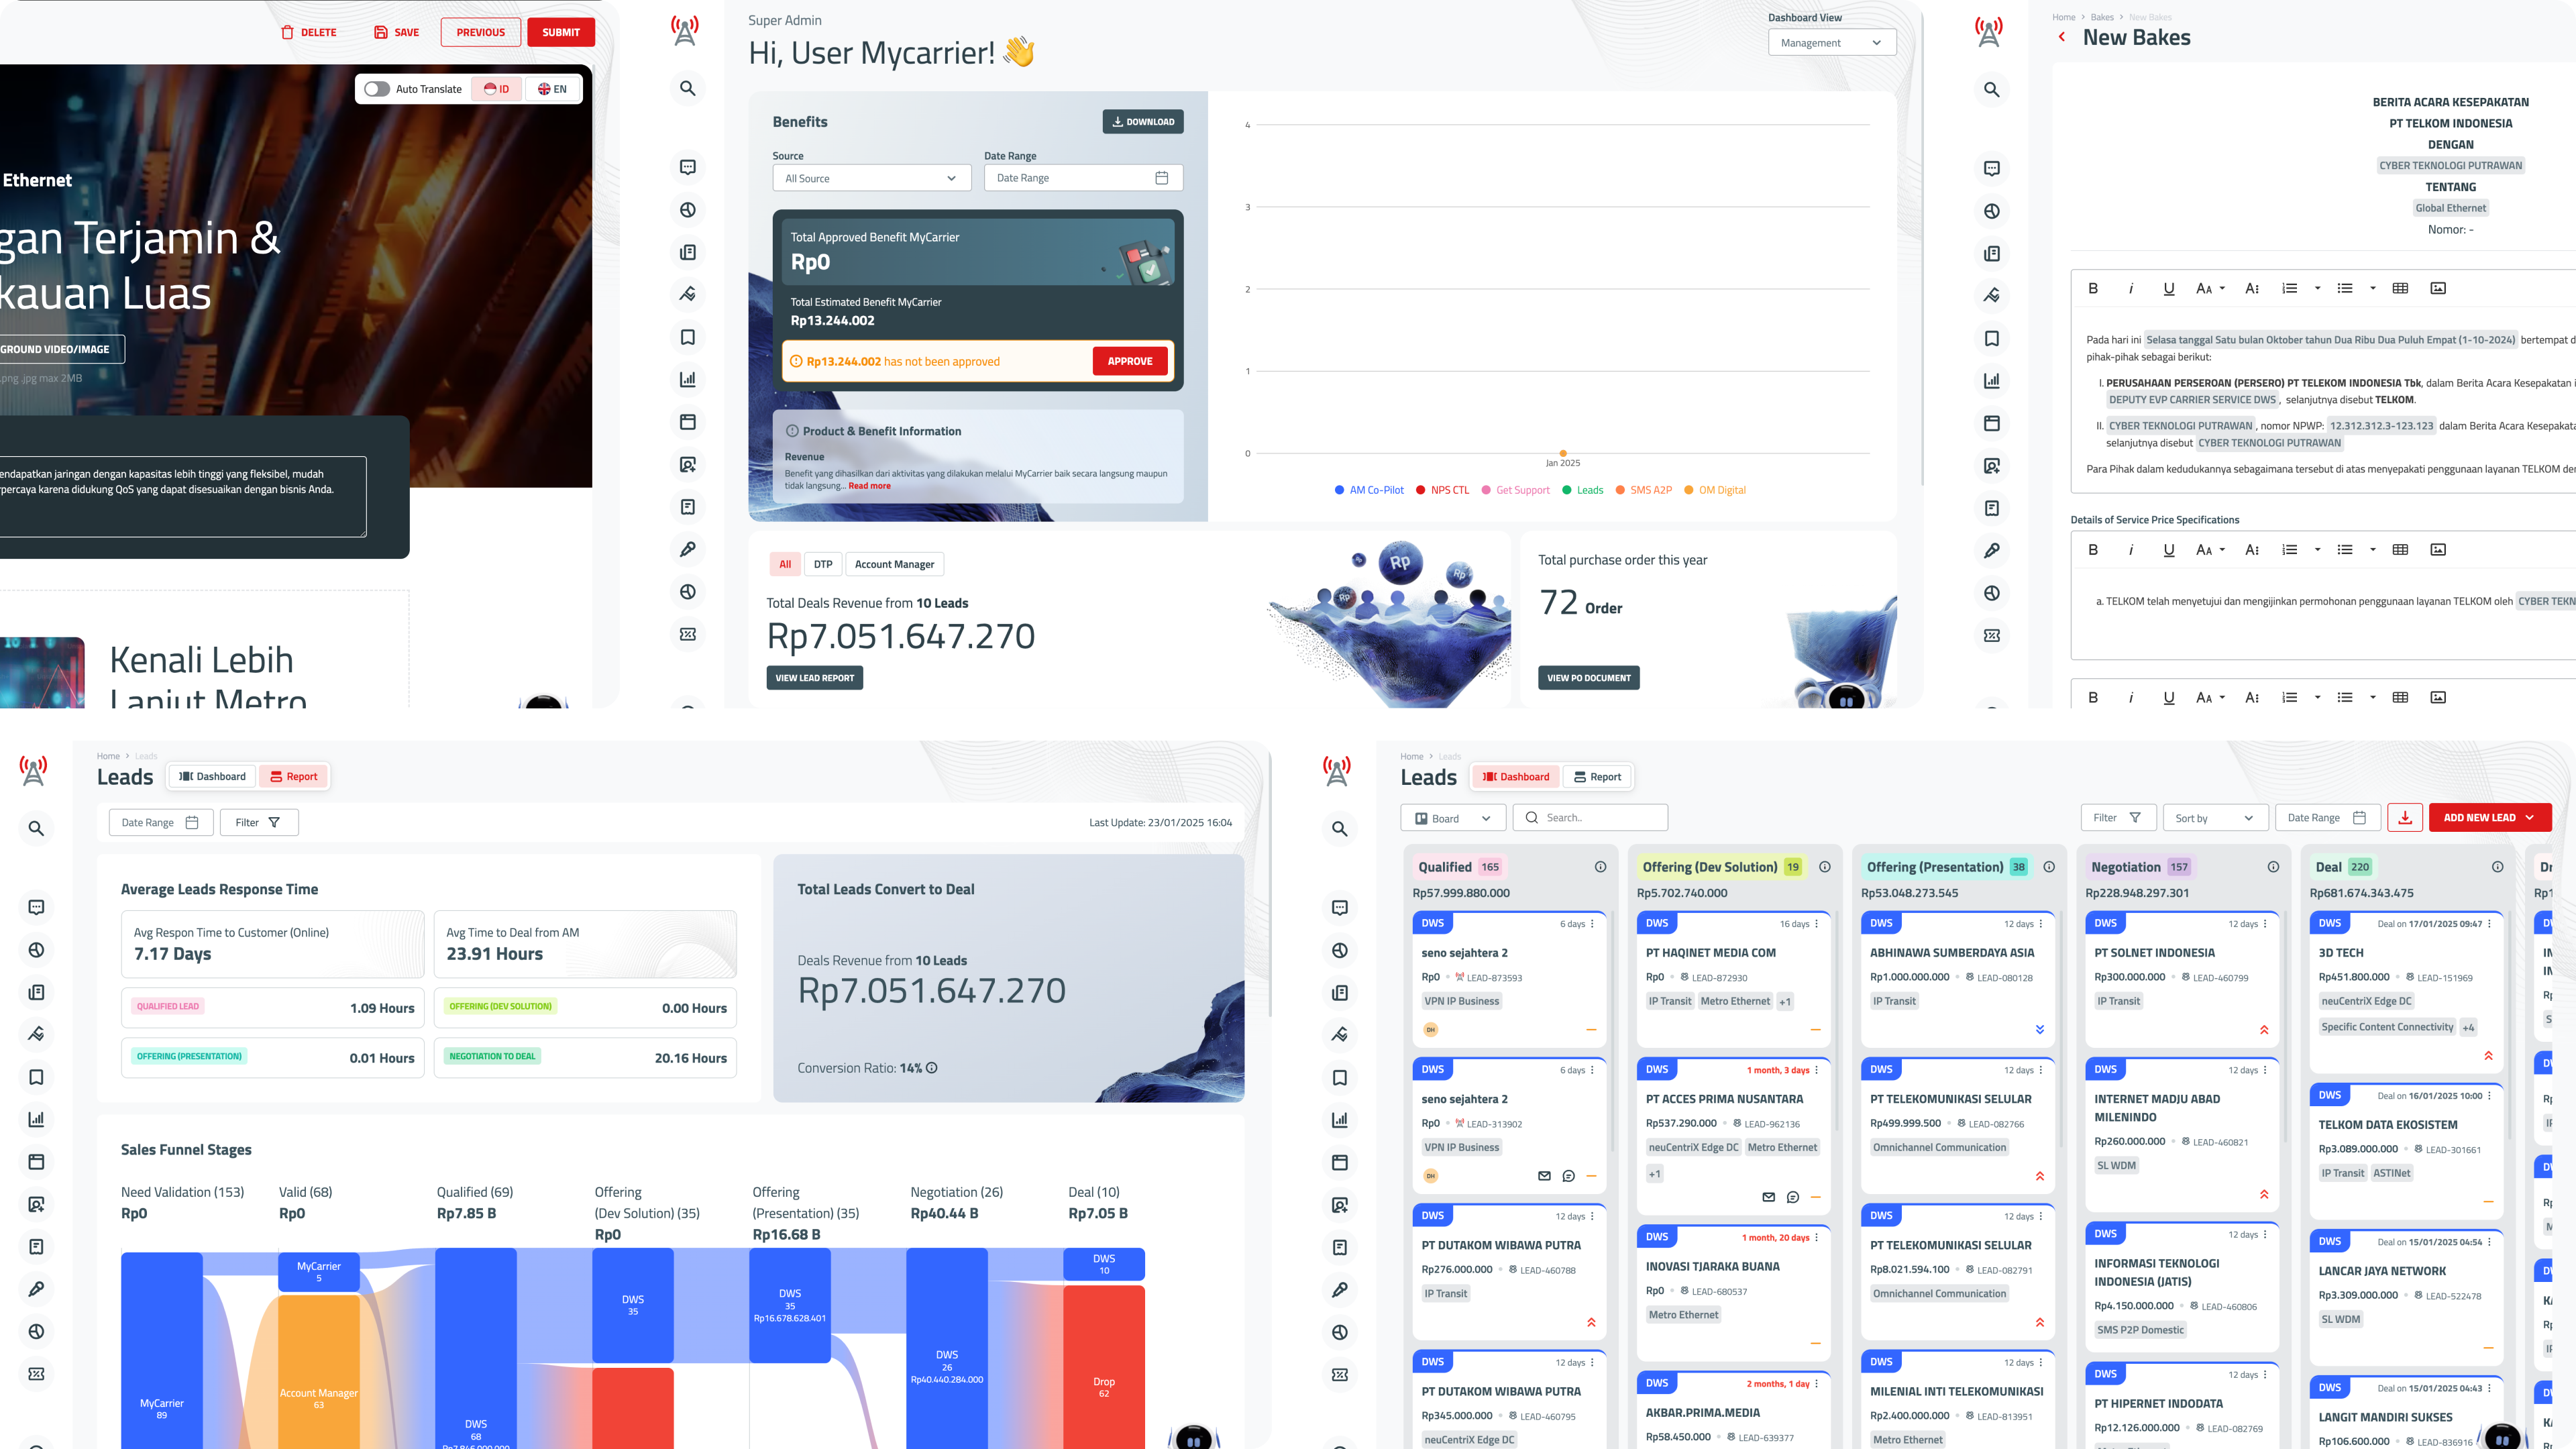 DELETE
SAVE
PREVIOUS
SUBMIT
Auto Translate
ID
EN
Ethernet
gan Terjamin &
kauan Luas
GROUND VIDEO/IMAGE
.png .jpg max 2MB
endapatkan jaringan dengan kapasitas lebih tinggi yang fleksibel, mudah
rpercaya karena didukung QoS yang dapat disesuaikan dengan bisnis Anda.
Kenali Lebih
Lanjut Metro
Super Admin
Hi, User Mycarrier!
Dashboard View
Management
Benefits
DOWNLOAD
Source
Date Range
All Source
Date Range
Total Approved Benefit MyCarrier
Rp0
Total Estimated Benefit MyCarrier
Rp13.244.002
Rp13.244.002 has not been approved
APPROVE
Product & Benefit Information
Revenue
Benefit yang dihasilkan dari aktivitas yang dilakukan melalui MyCarrier baik secara langsung maupun
tidak langsung... Read more
4
3
2
1
0
Jan 2025
AM Co-Pilot
NPS CTL
Get Support
Leads
SMS A2P
OM Digital
All
DTP
Account Manager
Total Deals Revenue from 10 Leads
Rp7.051.647.270
VIEW LEAD REPORT
Rp
Rp
Rp
Total purchase order this year
72 Order
VIEW PO DOCUMENT
Home > Bakes > New Bakes
New Bakes
BERITA ACARA KESEPAKATAN
PT TELKOM INDONESIA
DENGAN
CYBER TEKNOLOGI PUTRAWAN
TENTANG
Global Ethernet
Nomor: -
Pada hari ini Selasa tanggal Satu bulan Oktober tahun Dua Ribu Dua Puluh Empat (1-10-2024) bertempat d
pihak-pihak sebagai berikut:
I. PERUSAHAAN PERSEROAN (PERSERO) PT TELEKOM INDONESIA Tbk, dalam Berita Acara Kesepakatan i
DEPUTY EVP CARRIER SERVICE DWS , selanjutnya disebut TELKOM.
II. CYBER TEKNOLOGI PUTRAWAN , nomor NPWP: 12.312.312.3-123.123 dalam Berita Acara Kesepakata
selanjutnya disebut CYBER TEKNOLOGI PUTRAWAN
Para Pihak dalam kedudukannya sebagaimana tersebut di atas menyepakati penggunaan layanan TELKOM den
Details of Service Price Specifications
a. TELKOM telah menyetujui dan mengijinkan permohonan penggunaan layanan TELKOM oleh CYBER TEKN
Home > Leads
Leads
Dashboard
Report
Date Range
Filter
Last Update: 23/01/2025 16:04
Average Leads Response Time
Avg Respon Time to Customer (Online)
7.17 Days
Avg Time to Deal from AM
23.91 Hours
QUALIFIED LEAD
1.09 Hours
OFFERING (DEV SOLUTION)
0.00 Hours
OFFERING (PRESENTATION)
0.01 Hours
NEGOTIATION TO DEAL
20.16 Hours
Total Leads Convert to Deal
Deals Revenue from 10 Leads
Rp7.051.647.270
Conversion Ratio: 14%
Sales Funnel Stages
Need Validation (153)
Rp0
Valid (68)
Rp0
Qualified (69)
Rp7.85 B
Offering
(Dev Solution) (35)
Rp0
Offering
(Presentation) (35)
Rp16.68 B
Negotiation (26)
Rp40.44 B
Deal (10)
Rp7.05 B
MyCarrier
89
MyCarrier
5
Account Manager
63
DWS
68
DWS
35
DWS
35
Rp16.678.628.401
DWS
26
Rp40.440.284.000
DWS
10
Drop
62
Home > Leads
Leads
Dashboard
Report
Board
Search..
Filter
Sort by
Date Range
ADD NEW LEAD
Qualified 165
Rp57.999.880.000
DWS
6 days
seno sejahtera 2
Rp0 • LEAD-873593
VPN IP Business
DH
DWS
6 days
seno sejahtera 2
Rp0 • LEAD-313902
VPN IP Business
DH
DWS
12 days
PT DUTAKOM WIBAWA PUTRA
Rp276.000.000 • LEAD-460788
IP Transit
DWS
12 days
PT DUTAKOM WIBAWA PUTRA
Rp345.000.000 • LEAD-460795
neuCentriX Edge DC
Offering (Dev Solution) 19
Rp5.702.740.000
DWS
16 days
PT HAQINET MEDIA COM
Rp0 • LEAD-872930
IP Transit
Metro Ethernet
+1
DWS
1 month, 3 days
PT ACCES PRIMA NUSANTARA
Rp537.290.000 • LEAD-962136
neuCentriX Edge DC
Metro Ethernet
+1
DWS
1 month, 20 days
INOVASI TJARAKA BUANA
Rp0 • LEAD-680537
Metro Ethernet
DWS
2 months, 1 day
AKBAR.PRIMA.MEDIA
Rp58.450.000 • LEAD-639377
Offering (Presentation) 38
Rp53.048.273.545
DWS
12 days
ABHINAWA SUMBERDAYA ASIA
Rp1.000.000.000 • LEAD-080128
IP Transit
DWS
12 days
PT TELEKOMUNIKASI SELULAR
Rp499.999.500 • LEAD-082766
Omnichannel Communication
DWS
12 days
PT TELEKOMUNIKASI SELULAR
Rp8.021.594.100 • LEAD-082791
Omnichannel Communication
DWS
12 days
MILENIAL INTI TELEKOMUNIKASI
Rp2.400.000.000 • LEAD-813951
Metro Ethernet
Negotiation 157
Rp228.948.297.301
DWS
12 days
PT SOLNET INDONESIA
Rp300.000.000 • LEAD-460799
IP Transit
DWS
12 days
INTERNET MADJU ABAD
MILENINDO
Rp260.000.000 • LEAD-460821
SL WDM
DWS
12 days
INFORMASI TEKNOLOGI
INDONESIA (JATIS)
Rp4.150.000.000 • LEAD-460806
SMS P2P Domestic
DWS
12 days
PT HIPERNET INDODATA
Rp12.126.000.000 • LEAD-082769
Deal 220
Rp681.674.343.475
DWS
Deal on 17/01/2025 09:47
3D TECH
Rp451.800.000 • LEAD-151969
neuCentriX Edge DC
Specific Content Connectivity
+4
DWS
Deal on 16/01/2025 10:00
TELKOM DATA EKOSISTEM
Rp3.089.000.000 • LEAD-301661
IP Transit
ASTINet
DWS
Deal on 15/01/2025 04:54
LANCAR JAYA NETWORK
Rp3.309.000.000 • LEAD-522478
SL WDM
DWS
Deal on 15/01/2025 04:43
LANGIT MANDIRI SUKSES
Rp106.600.000 • LEAD-836916